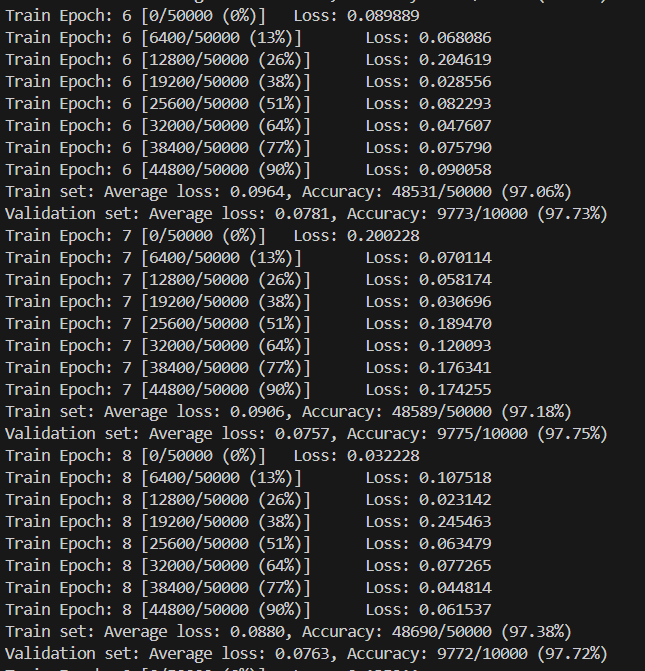 Train Epoch: 6 [0/50000 (0%)]	Loss: 0.089889
Train Epoch: 6 [6400/50000 (13%)]	Loss: 0.068086
Train Epoch: 6 [12800/50000 (26%)]	Loss: 0.204619
Train Epoch: 6 [19200/50000 (38%)]	Loss: 0.028556
Train Epoch: 6 [25600/50000 (51%)]	Loss: 0.082293
Train Epoch: 6 [32000/50000 (64%)]	Loss: 0.047607
Train Epoch: 6 [38400/50000 (77%)]	Loss: 0.075790
Train Epoch: 6 [44800/50000 (90%)]	Loss: 0.090058
Train set: Average loss: 0.0964, Accuracy: 48531/50000 (97.06%)
Validation set: Average loss: 0.0781, Accuracy: 9773/10000 (97.73%)
Train Epoch: 7 [0/50000 (0%)]	Loss: 0.200228
Train Epoch: 7 [6400/50000 (13%)]	Loss: 0.070114
Train Epoch: 7 [12800/50000 (26%)]	Loss: 0.058174
Train Epoch: 7 [19200/50000 (38%)]	Loss: 0.030696
Train Epoch: 7 [25600/50000 (51%)]	Loss: 0.189470
Train Epoch: 7 [32000/50000 (64%)]	Loss: 0.120093
Train Epoch: 7 [38400/50000 (77%)]	Loss: 0.176341
Train Epoch: 7 [44800/50000 (90%)]	Loss: 0.174255
Train set: Average loss: 0.0906, Accuracy: 48589/50000 (97.18%)
Validation set: Average loss: 0.0757, Accuracy: 9775/10000 (97.75%)
Train Epoch: 8 [0/50000 (0%)]	Loss: 0.032228
Train Epoch: 8 [6400/50000 (13%)]	Loss: 0.107518
Train Epoch: 8 [12800/50000 (26%)]	Loss: 0.023142
Train Epoch: 8 [19200/50000 (38%)]	Loss: 0.245463
Train Epoch: 8 [25600/50000 (51%)]	Loss: 0.063479
Train Epoch: 8 [32000/50000 (64%)]	Loss: 0.077265
Train Epoch: 8 [38400/50000 (77%)]	Loss: 0.044814
Train Epoch: 8 [44800/50000 (90%)]	Loss: 0.061537
Train set: Average loss: 0.0880, Accuracy: 48690/50000 (97.38%)
Validation set: Average loss: 0.0763, Accuracy: 9772/10000 (97.72%)